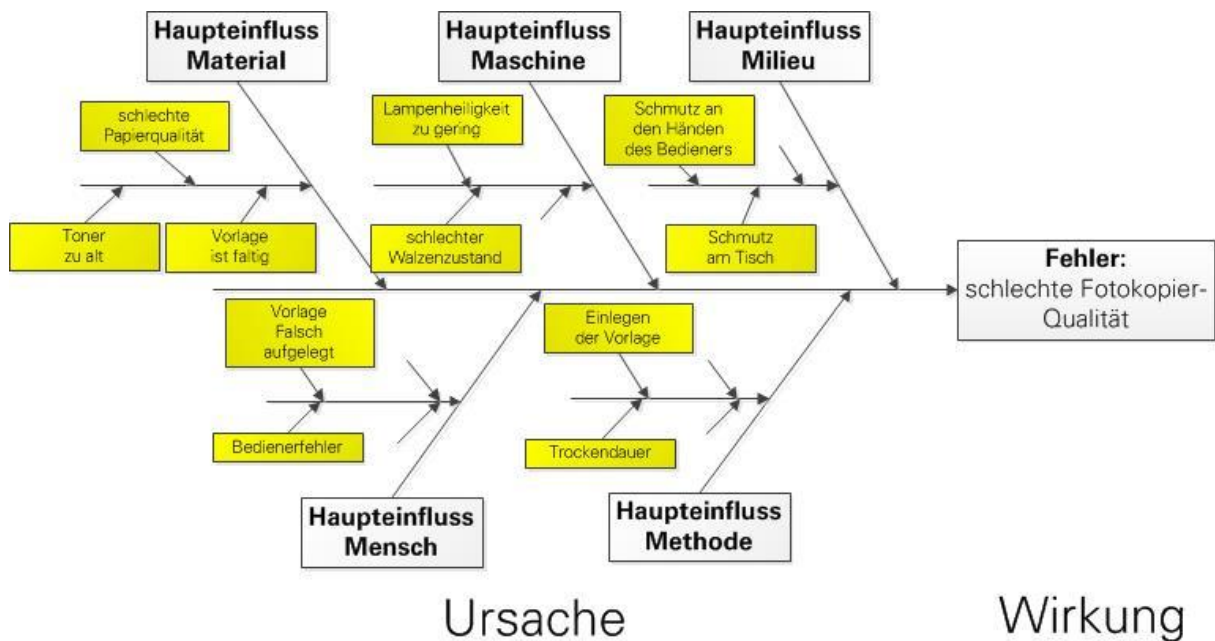 Haupteinfluss
Material
Haupteinfluss
Maschine
Haupteinfluss
Milieu
schlechte
Papierqualität
Lampenheiligkeit
zu gering
Schmutz an
den Händen
des Bedieners
Toner
zu alt
Vorlage
ist faltig
schlechter
Walzenzustand
Schmutz
am Tisch
Fehler:
schlechte Fotokopier-
Qualität
Vorlage
Falsch
aufgelegt
Einlegen
der Vorlage
Bedienerfehler
Trockendauer
Haupteinfluss
Mensch
Haupteinfluss
Methode
Ursache
Wirkung